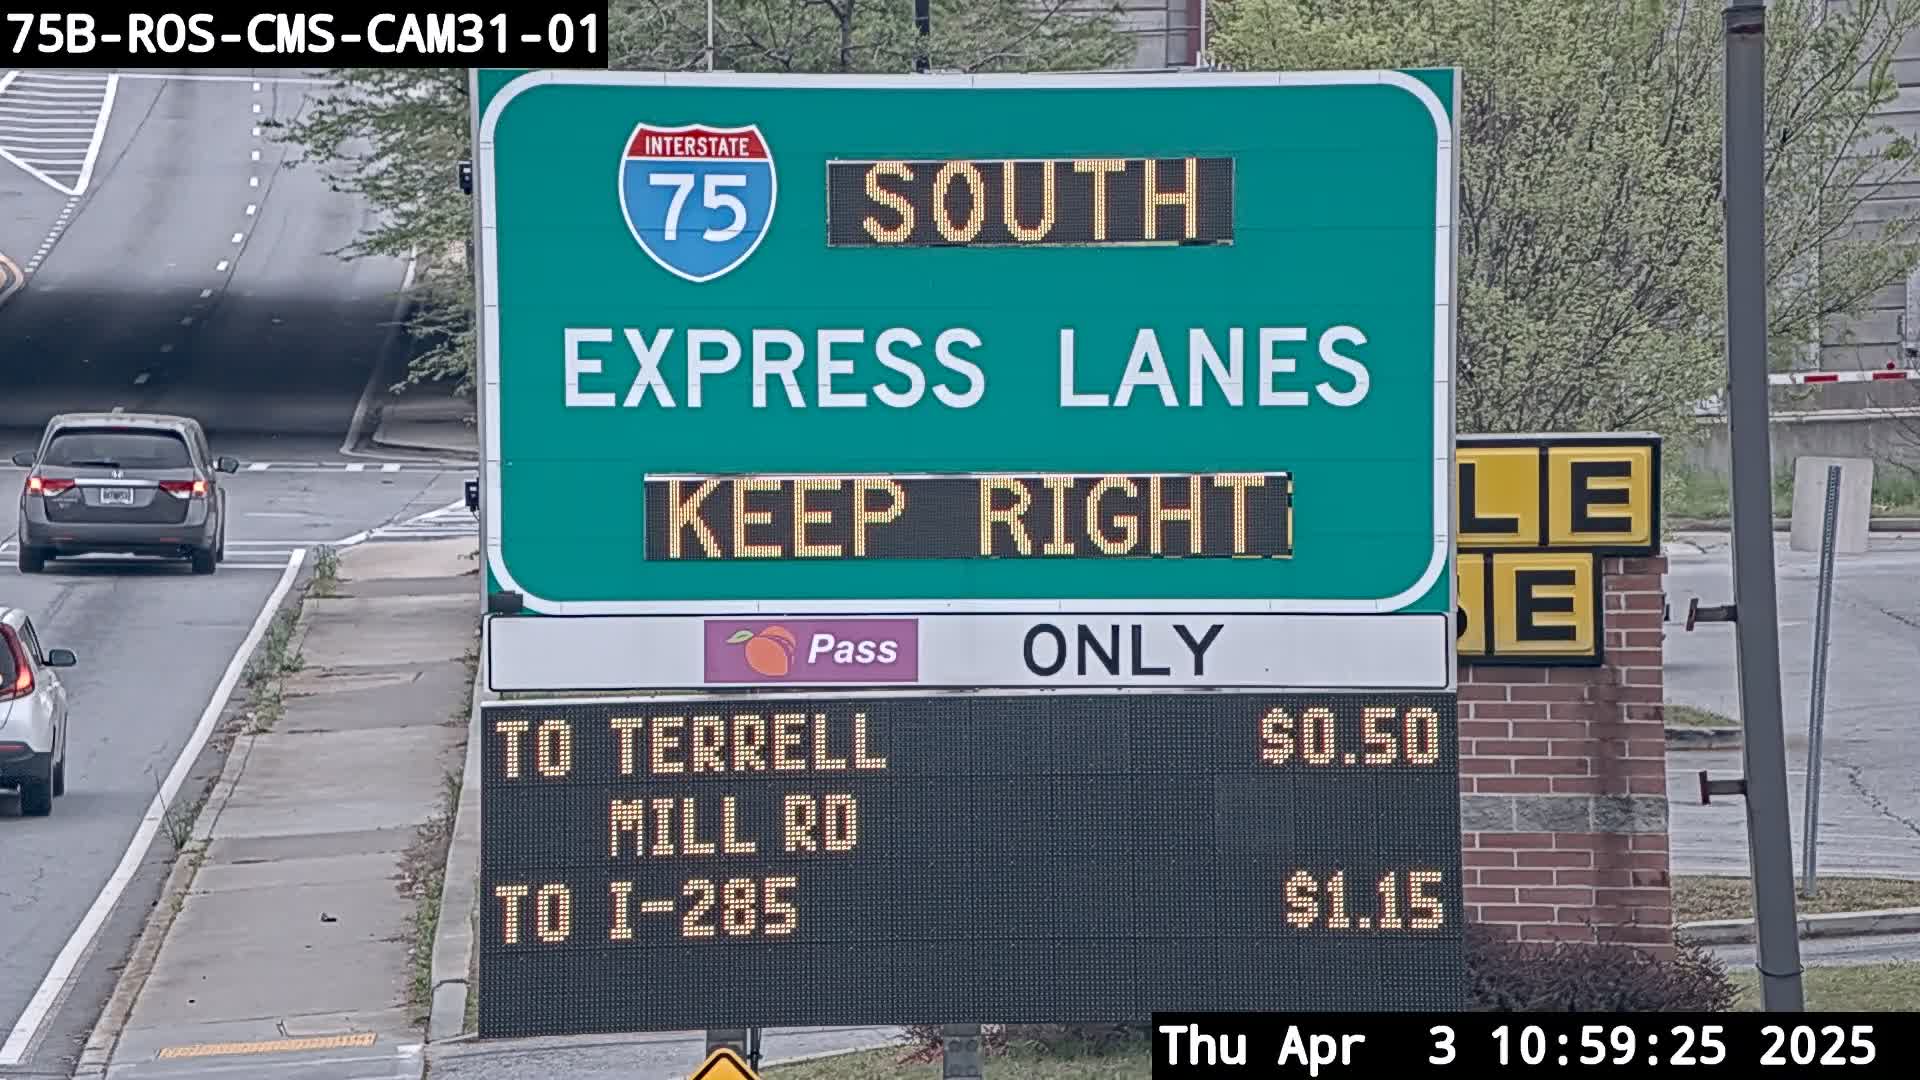 75B-ROS-CMS-CAM31-01
INTERSTATE
75
SOUTH
EXPRESS LANES
KEEP RIGHT
Pass ONLY
TO TERRELL $0.50
MILL RD
TO I-285 $1.15
LE
E
Thu Apr 3 10:59:25 2025